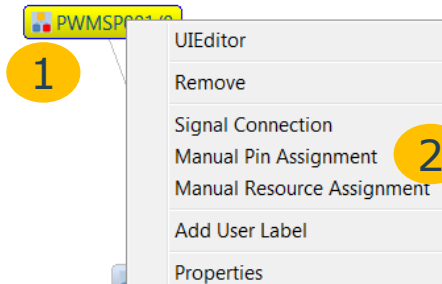 PWMSP001/0
1
UIEditor
Remove
Signal Connection
Manual Pin Assignment
2
Manual Resource Assignment
Add User Label
Properties